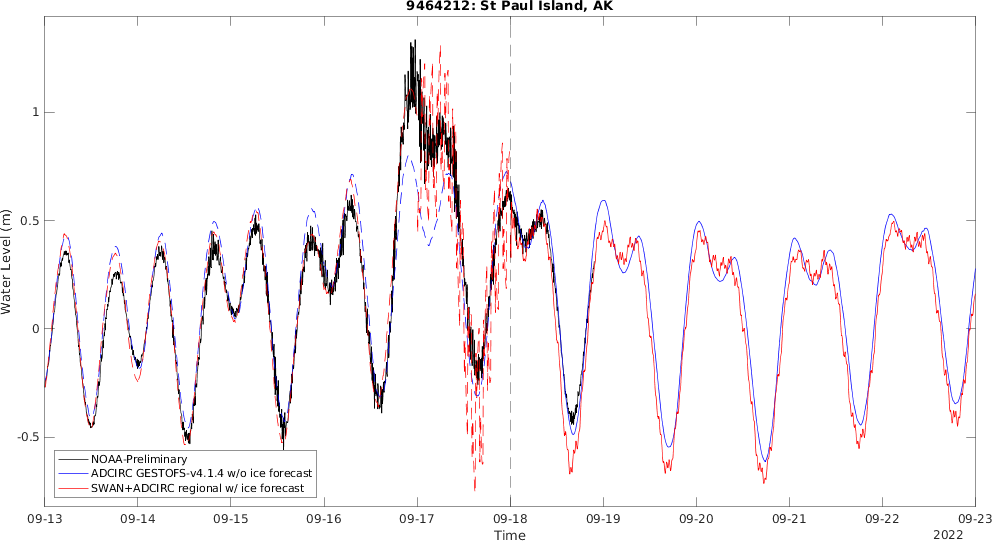 9464212: St Paul Island, AK
Water Level (m)
1
0.5
0
-0.5
NOAA-Preliminary
ADCIRC GESTOFS-v4.1.4 w/o ice forecast
SWAN+ADCIRC regional w/ ice forecast
09-13 09-14 09-15 09-16 09-17 09-18 09-19 09-20 09-21 09-22 09-23
Time 2022